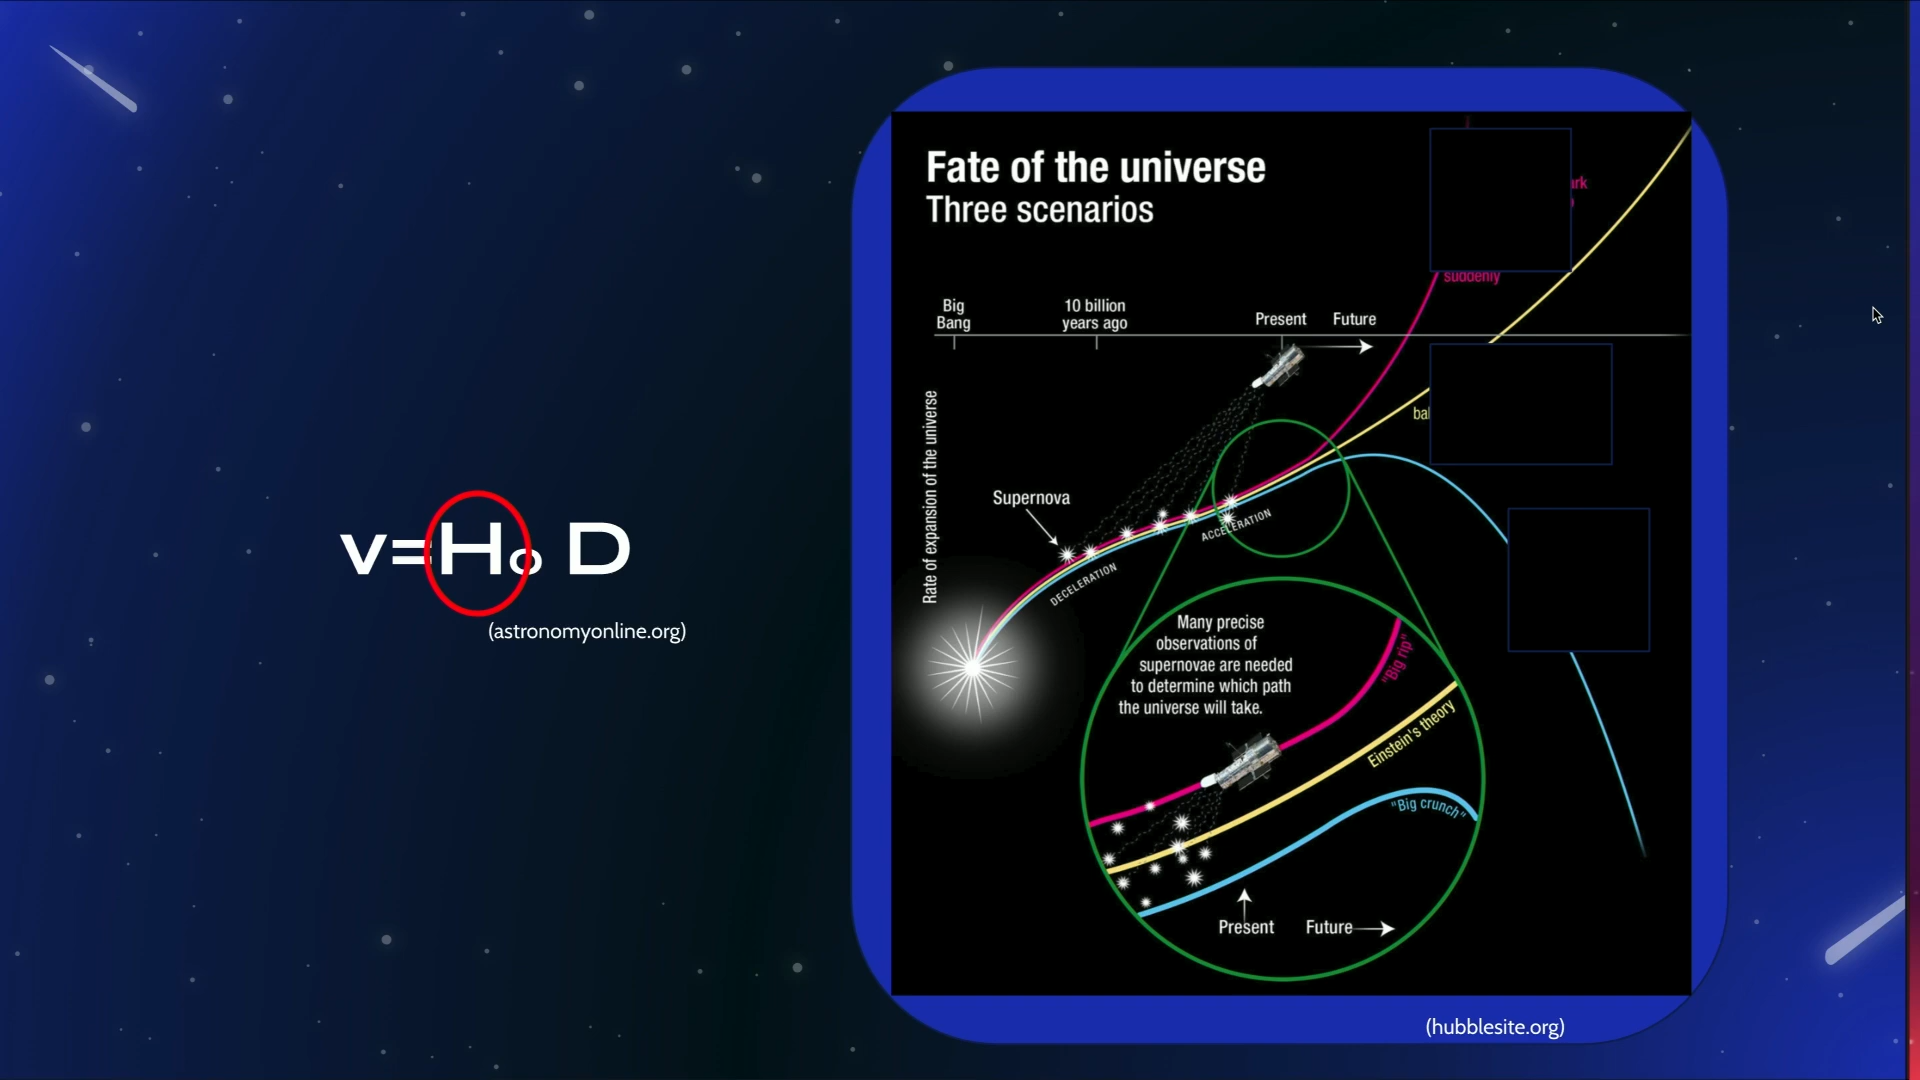 v=Ho D
(astronomyonline.org)
Fate of the universe
Three scenarios
suddenly
Big
Bang
10 billion
years ago
Present
Future
Rate of expansion of the universe
Supernova
DECELERATION
ACCELERATION
Many precise
observations of
supernovae are needed
to determine which path
the universe will take.
"Big rip"
Einstein's theory
"Big crunch"
Present
Future
(hubblesite.org)